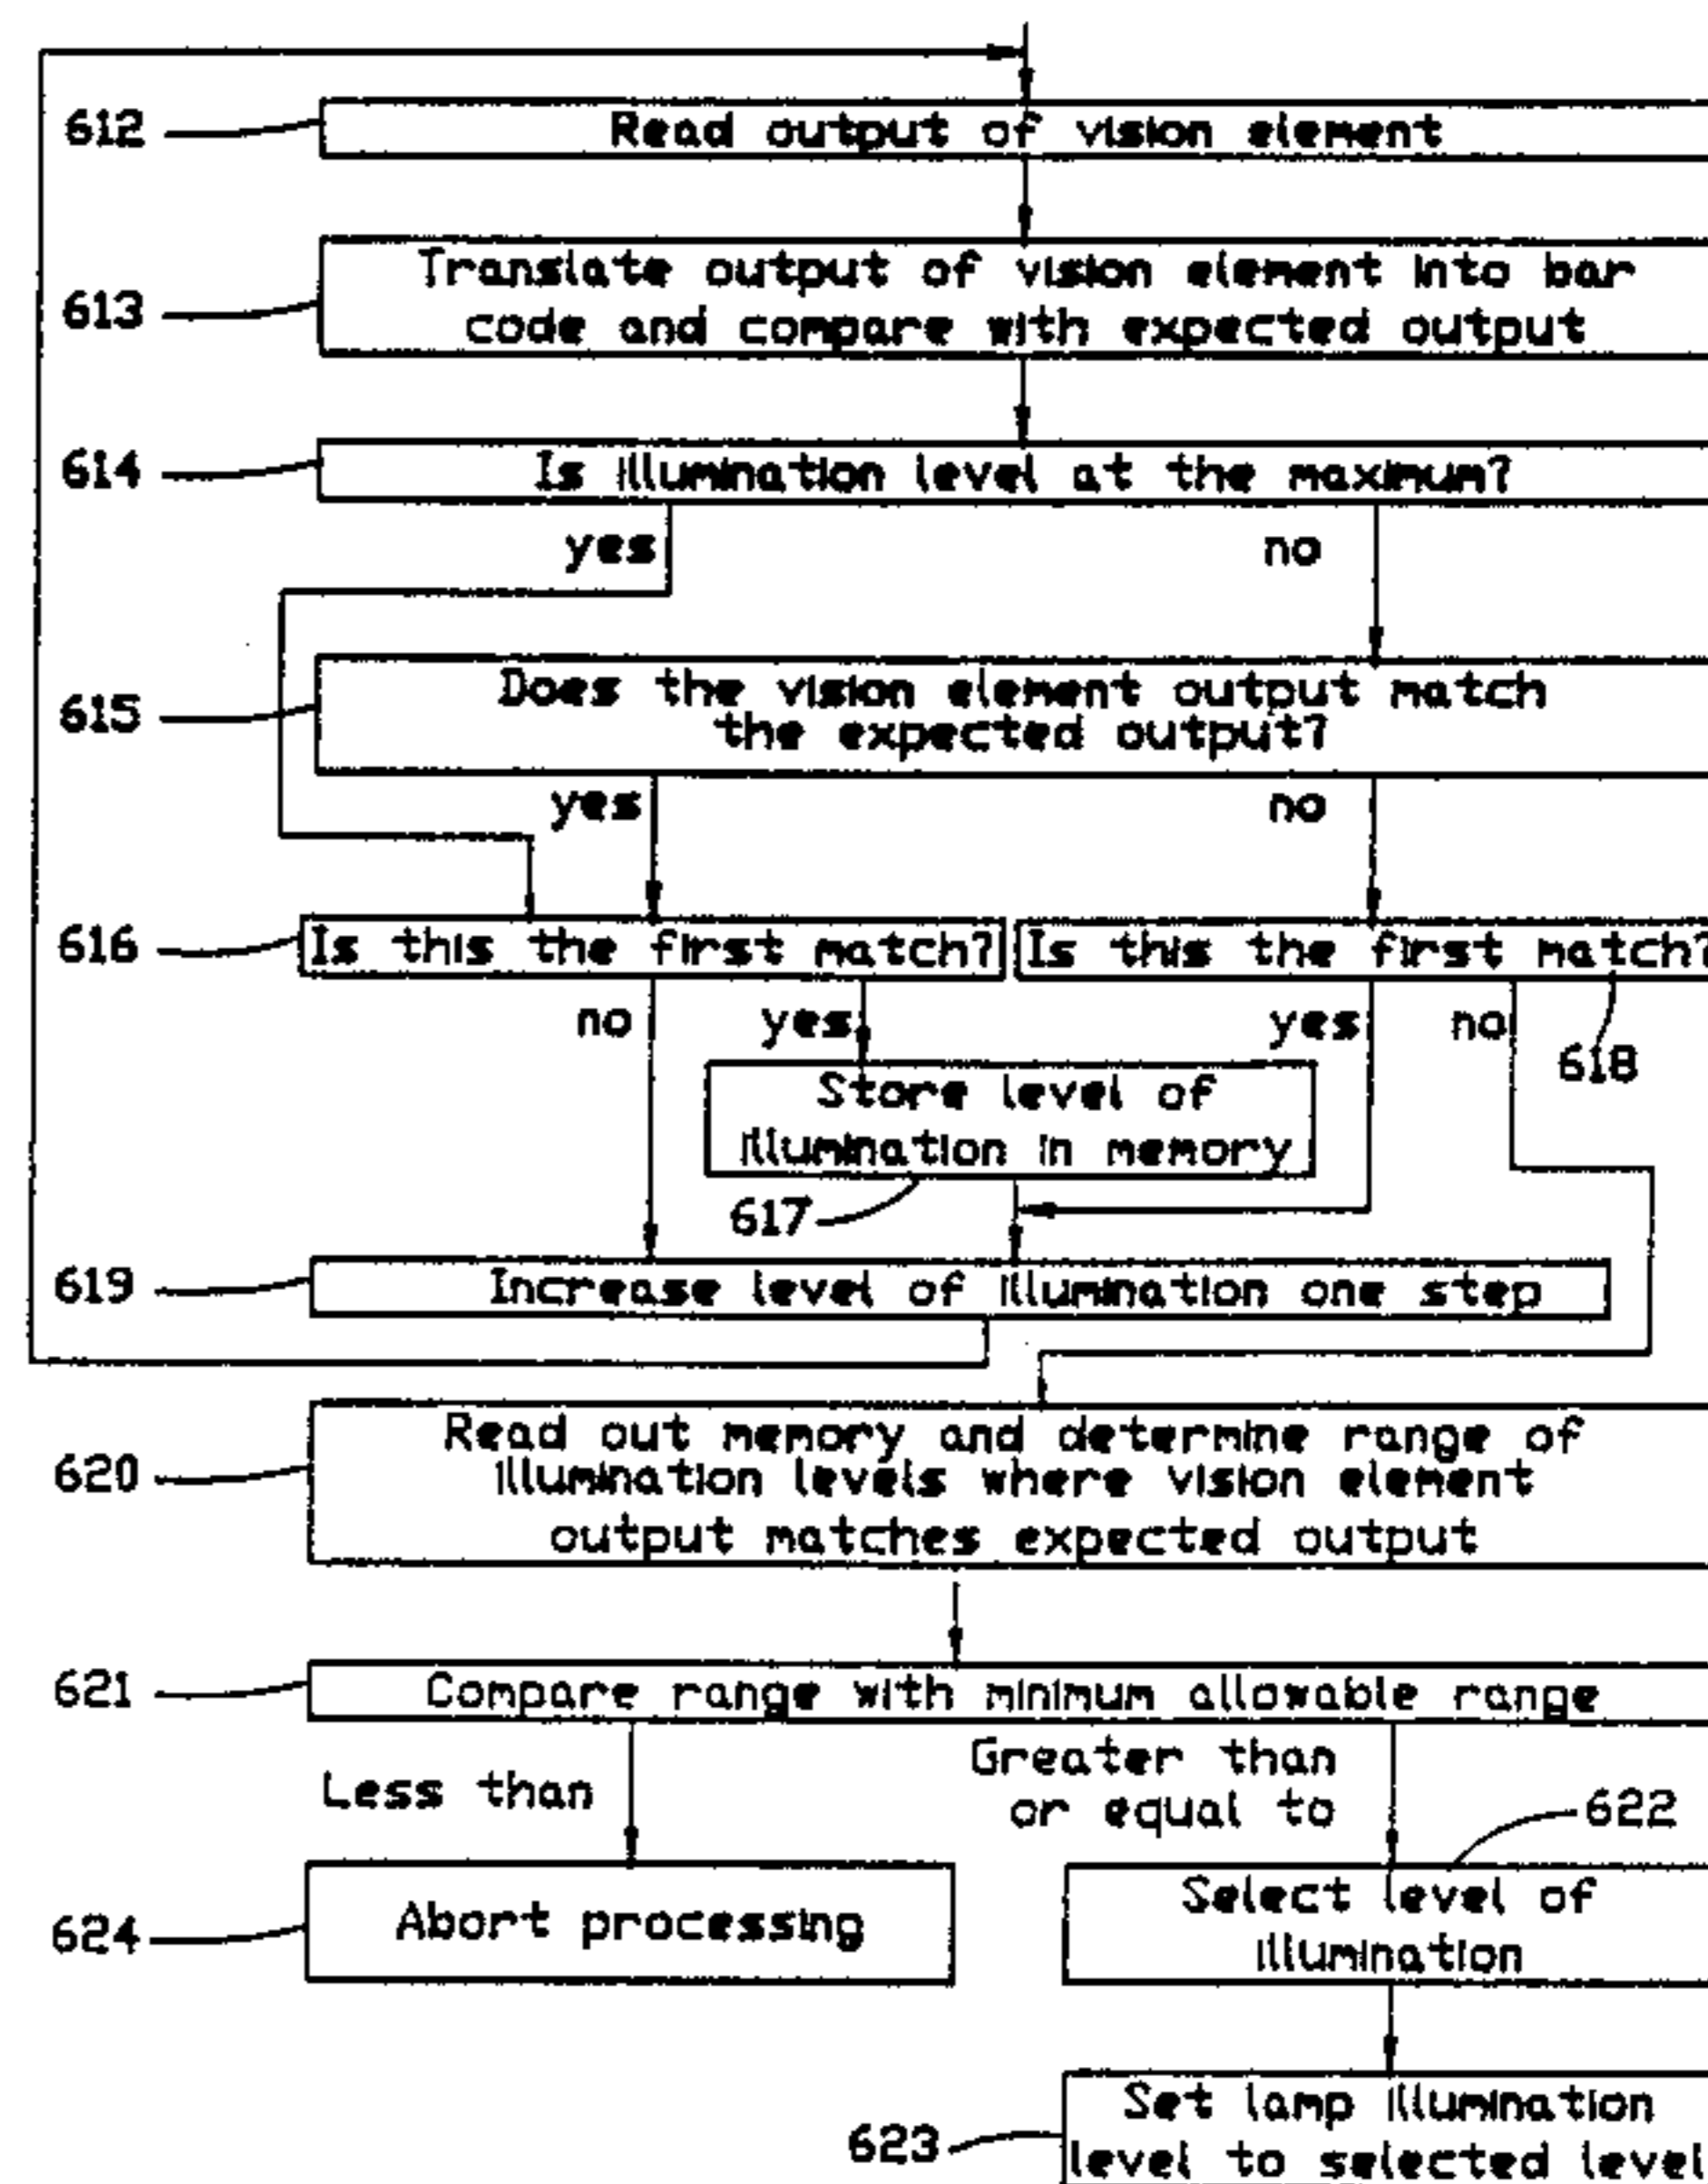 612
Read output of vision element
613
Translate output of vision element into bar
code and compare with expected output
614
Is illumination level at the maximum?
yes
no
615
Does the vision element output match
the expected output?
yes
no
616
Is this the first match?
Is this the first match?
no
yes
yes
no
618
Store level of
illumination in memory
617
619
Increase level of illumination one step
620
Read out memory and determine range of
illumination levels where vision element
output matches expected output
621
Compare range with minimum allowable range
Less than
Greater than
or equal to
622
624
Abort processing
Select level of
illumination
623
Set lamp illumination
level to selected level